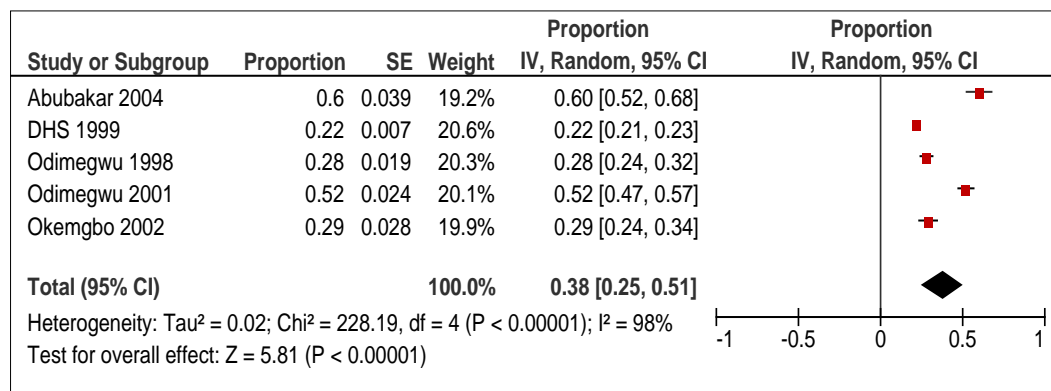 Proportion Proportion
Study or Subgroup Proportion SE Weight IV, Random, 95% CI IV, Random, 95% CI
Abubakar 2004 0.6 0.039 19.2% 0.60 [0.52, 0.68]
DHS 1999 0.22 0.007 20.6% 0.22 [0.21, 0.23]
Odimegwu 1998 0.28 0.019 20.3% 0.28 [0.24, 0.32]
Odimegwu 2001 0.52 0.024 20.1% 0.52 [0.47, 0.57]
Okemgbo 2002 0.29 0.028 19.9% 0.29 [0.24, 0.34]
Total (95% CI) 100.0% 0.38 [0.25, 0.51]
Heterogeneity: Tau² = 0.02; Chi² = 228.19, df = 4 (P < 0.00001); I² = 98%
Test for overall effect: Z = 5.81 (P < 0.00001)
-1 -0.5 0 0.5 1